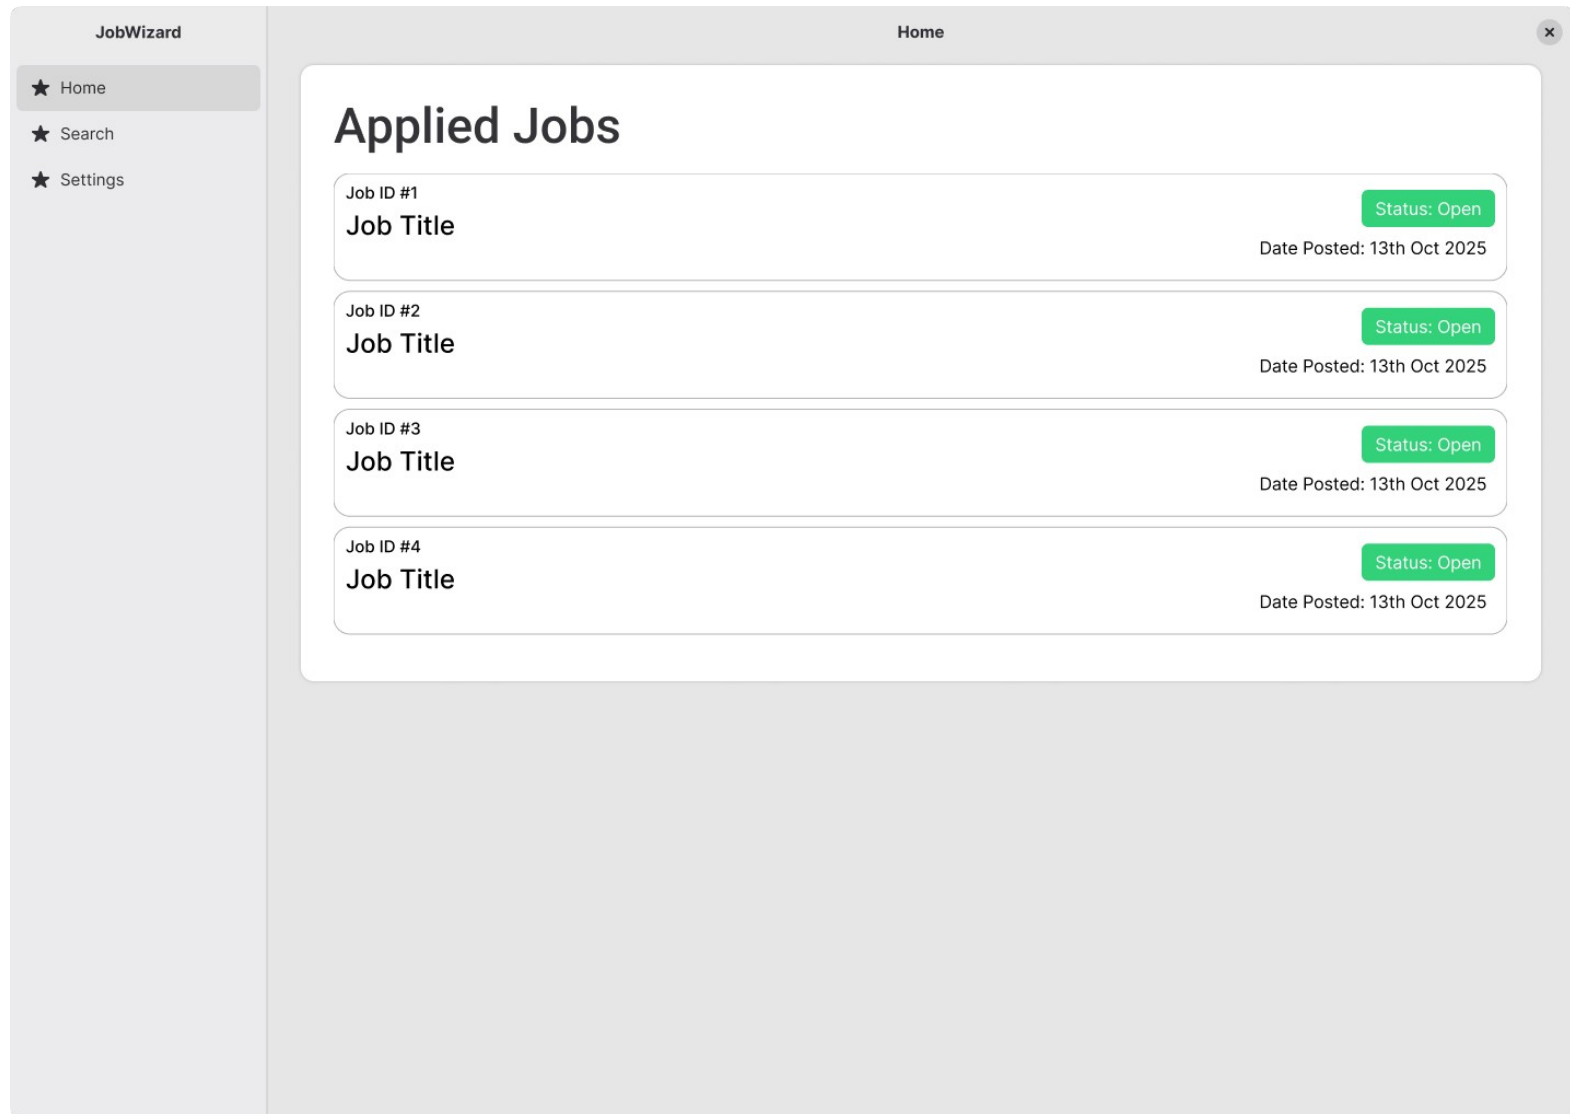 JobWizard
Home
Home
Search
Settings
Applied Jobs
Job ID #1
Job Title
Status: Open
Date Posted: 13th Oct 2025
Job ID #2
Job Title
Status: Open
Date Posted: 13th Oct 2025
Job ID #3
Job Title
Status: Open
Date Posted: 13th Oct 2025
Job ID #4
Job Title
Status: Open
Date Posted: 13th Oct 2025